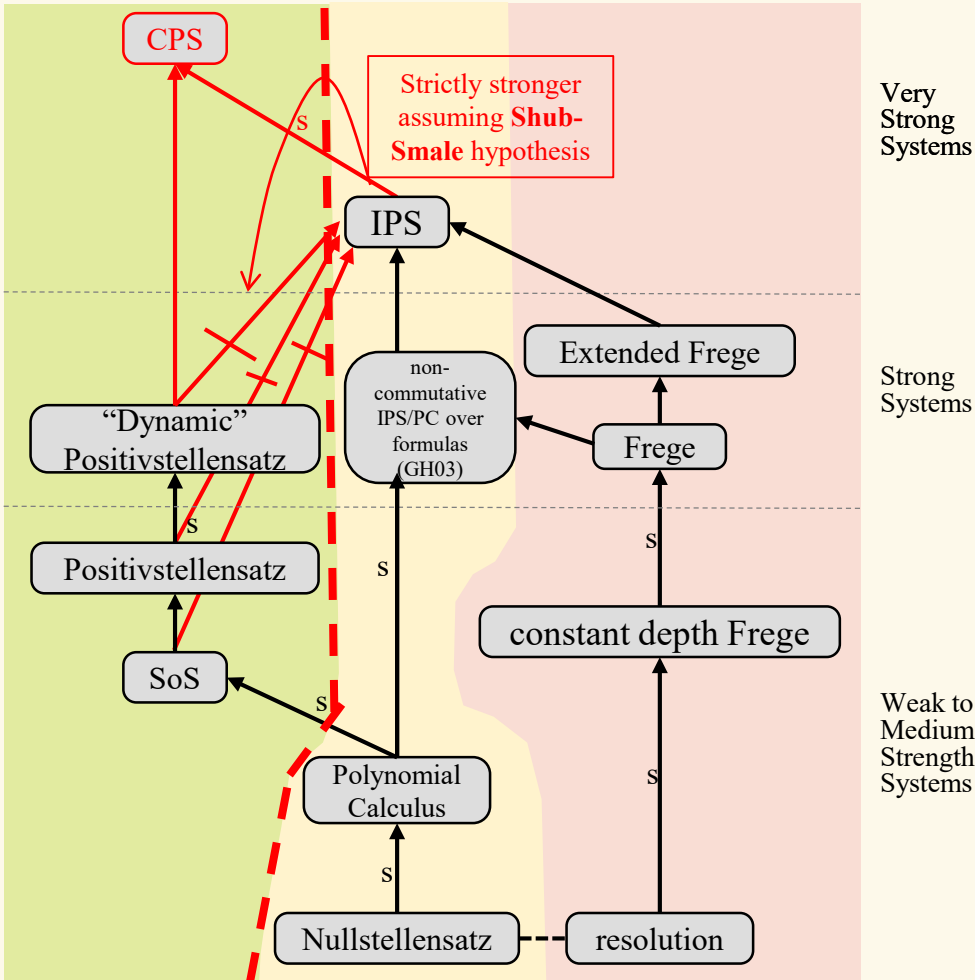 CPS
Strictly stronger
assuming Shub-
Smale hypothesis
Very
Strong
Systems
s
IPS
Extended Frege
non-
commutative
IPS/PC over
formulas
(GH03)
Strong
Systems
“Dynamic”
Positivstellensatz
Frege
s
s
Positivstellensatz
s
constant depth Frege
SoS
s
Weak to
Medium
Strength
Systems
Polynomial
Calculus
s
s
Nullstellensatz
resolution